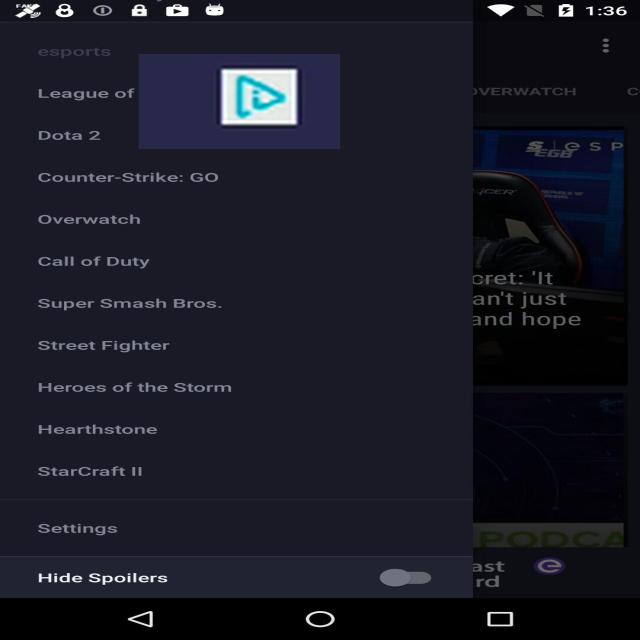 1:36
esports
League of
Dota 2
Counter-Strike: GO
Overwatch
Call of Duty
Super Smash Bros.
Street Fighter
Heroes of the Storm
Hearthstone
StarCraft II
Settings
Hide Spoilers
OVERWATCH
C
S|ESP
EGB
cret: 'It
an't just
and hope
PODCA
ast
rd